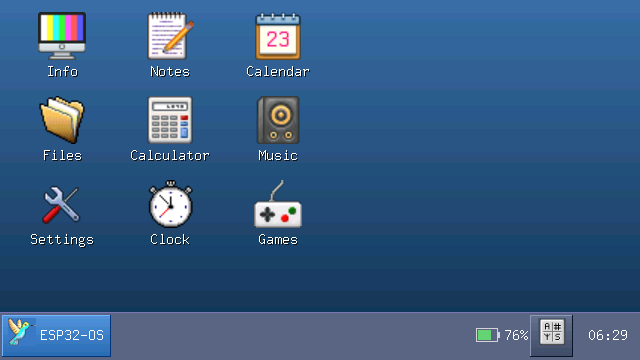 Info Notes Calendar
23
Files Calculator Music
Settings Clock Games
ESP32-OS 76% A # T S 06:29